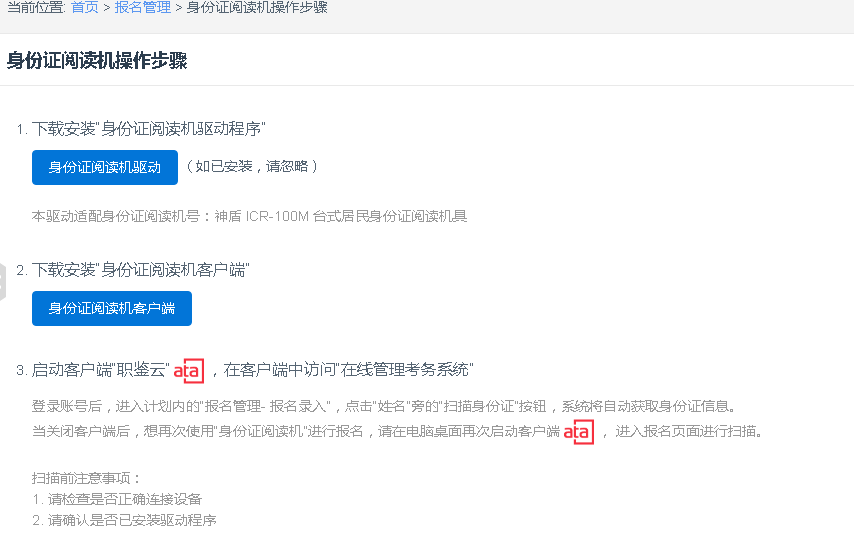 当前位置: 首页 > 报名管理 > 身份证阅读机操作步骤
身份证阅读机操作步骤
1. 下载安装"身份证阅读机驱动程序"
身份证阅读机驱动 （如已安装，请忽略）
本驱动适配身份证阅读机号：神盾 ICR-100M 台式居民身份证阅读机具
2. 下载安装"身份证阅读机客户端"
身份证阅读机客户端
3. 启动客户端"职鉴云" ata ，在客户端中访问"在线管理考务系统"
登录账号后，进入计划内的"报名管理- 报名录入"，点击"姓名"旁的"扫描身份证"按钮，系统将自动获取身份证信息。
当关闭客户端后，想再次使用"身份证阅读机"进行报名，请在电脑桌面再次启动客户端 ata ， 进入报名页面进行扫描。
扫描前注意事项：
1. 请检查是否正确连接设备
2. 请确认是否已安装驱动程序